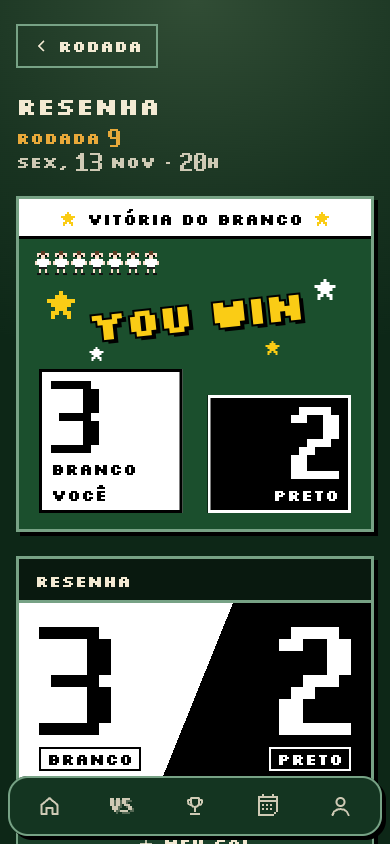 RODADA
RESENHA
RODADA 9
SEX, 13 NOV · 20H
VITÓRIA DO BRANCO
YOU WIN
3
BRANCO
VOCÊ
2
PRETO
RESENHA
3
2
BRANCO
PRETO
VS